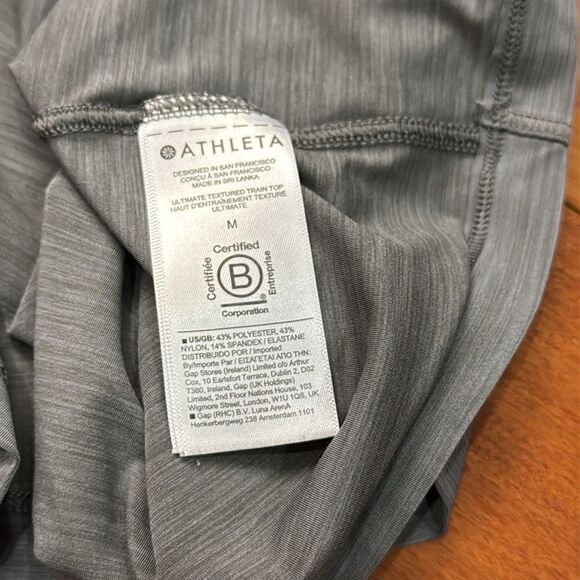 ATHLETA
DESIGNED IN SAN FRANCISCO
CONÇU À SAN FRANCISCO
MADE IN SRI LANKA
ULTIMATE TEXTURED TRAIN TOP
HAUT D'ENTRAÎNEMENT TEXTURÉ
ULTIMATE
M
Certified
Certifiée
B
Entreprise
Corporation
■ US/GB: 43% POLYESTER, 43%
NYLON, 14% SPANDEX / ELASTANE
DISTRIBUIDO POR / Imported
By/Importe Par / ΕΙΣΑΓΕΤΑΙ ΑΠΟ ΤΗΝ:
Gap Stores (Ireland) Limited c/o Arthur
Cox, 10 Earlsfort Terrace, Dublin 2, D02
T380, Ireland, Gap (UK Holdings)
Limited, 2nd Floor Nations House, 103
Wigmore Street, London, W1U 1QS, UK
■ Gap (RHC) B.V. Luna ArenA
Herikerbergweg 238 Amsterdam 1101